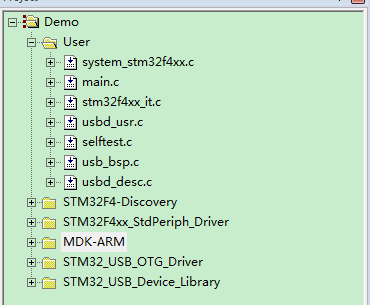 Demo
User
system_stm32f4xx.c
main.c
stm32f4xx_it.c
usbd_usr.c
selftest.c
usb_bsp.c
usbd_desc.c
STM32F4-Discovery
STM32F4xx_StdPeriph_Driver
MDK-ARM
STM32_USB_OTG_Driver
STM32_USB_Device_Library